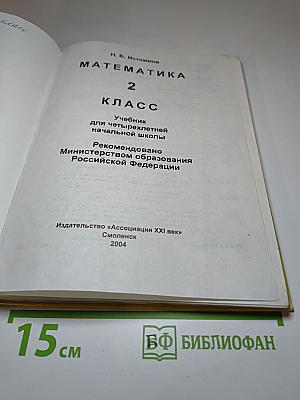 класс
Н. Б. Истомина
МАТЕМАТИКА
2
КЛАСС
Учебник
для четырехлетней
начальной школы
Рекомендовано
Министерством образования
Российской Федерации
Издательство «Ассоциация XXI век»
Смоленск
2004
15 см
БФ БИБЛИОФАН